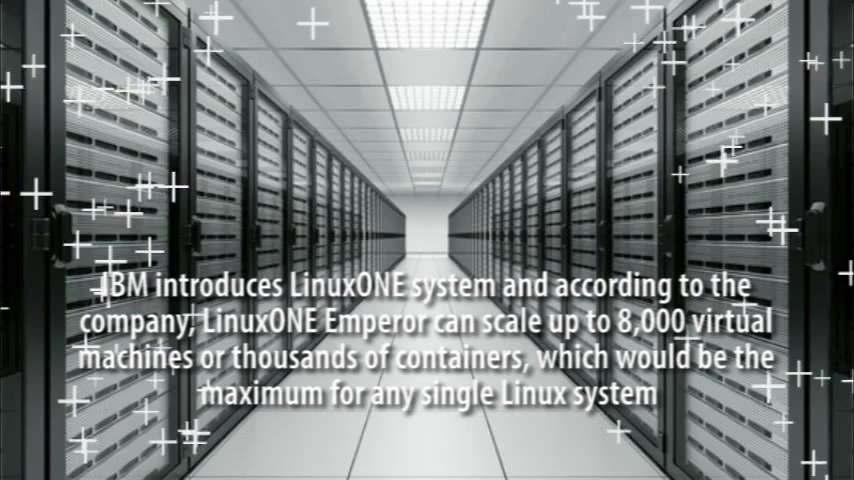 IBM introduces LinuxONE system and according to the
company, LinuxONE Emperor can scale up to 8,000 virtual
machines or thousands of containers, which would be the
maximum for any single Linux system